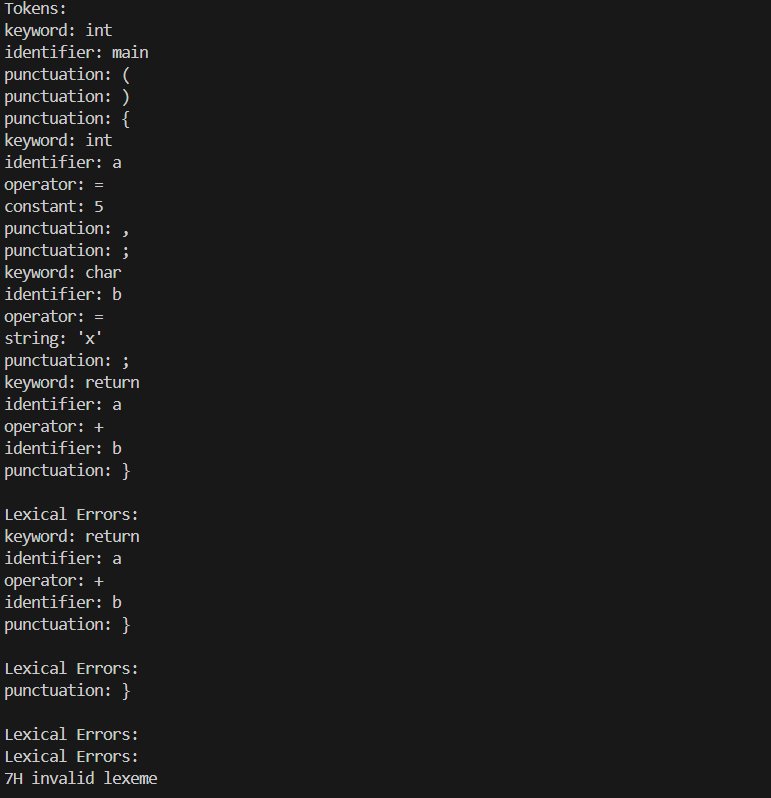 Tokens:
keyword: int
identifier: main
punctuation: (
punctuation: )
punctuation: {
keyword: int
identifier: a
operator: =
constant: 5
punctuation: ,
punctuation: ;
keyword: char
identifier: b
operator: =
string: 'x'
punctuation: ;
keyword: return
identifier: a
operator: +
identifier: b
punctuation: }

Lexical Errors:
keyword: return
identifier: a
operator: +
identifier: b
punctuation: }

Lexical Errors:
punctuation: }

Lexical Errors:
Lexical Errors:
7H invalid lexeme